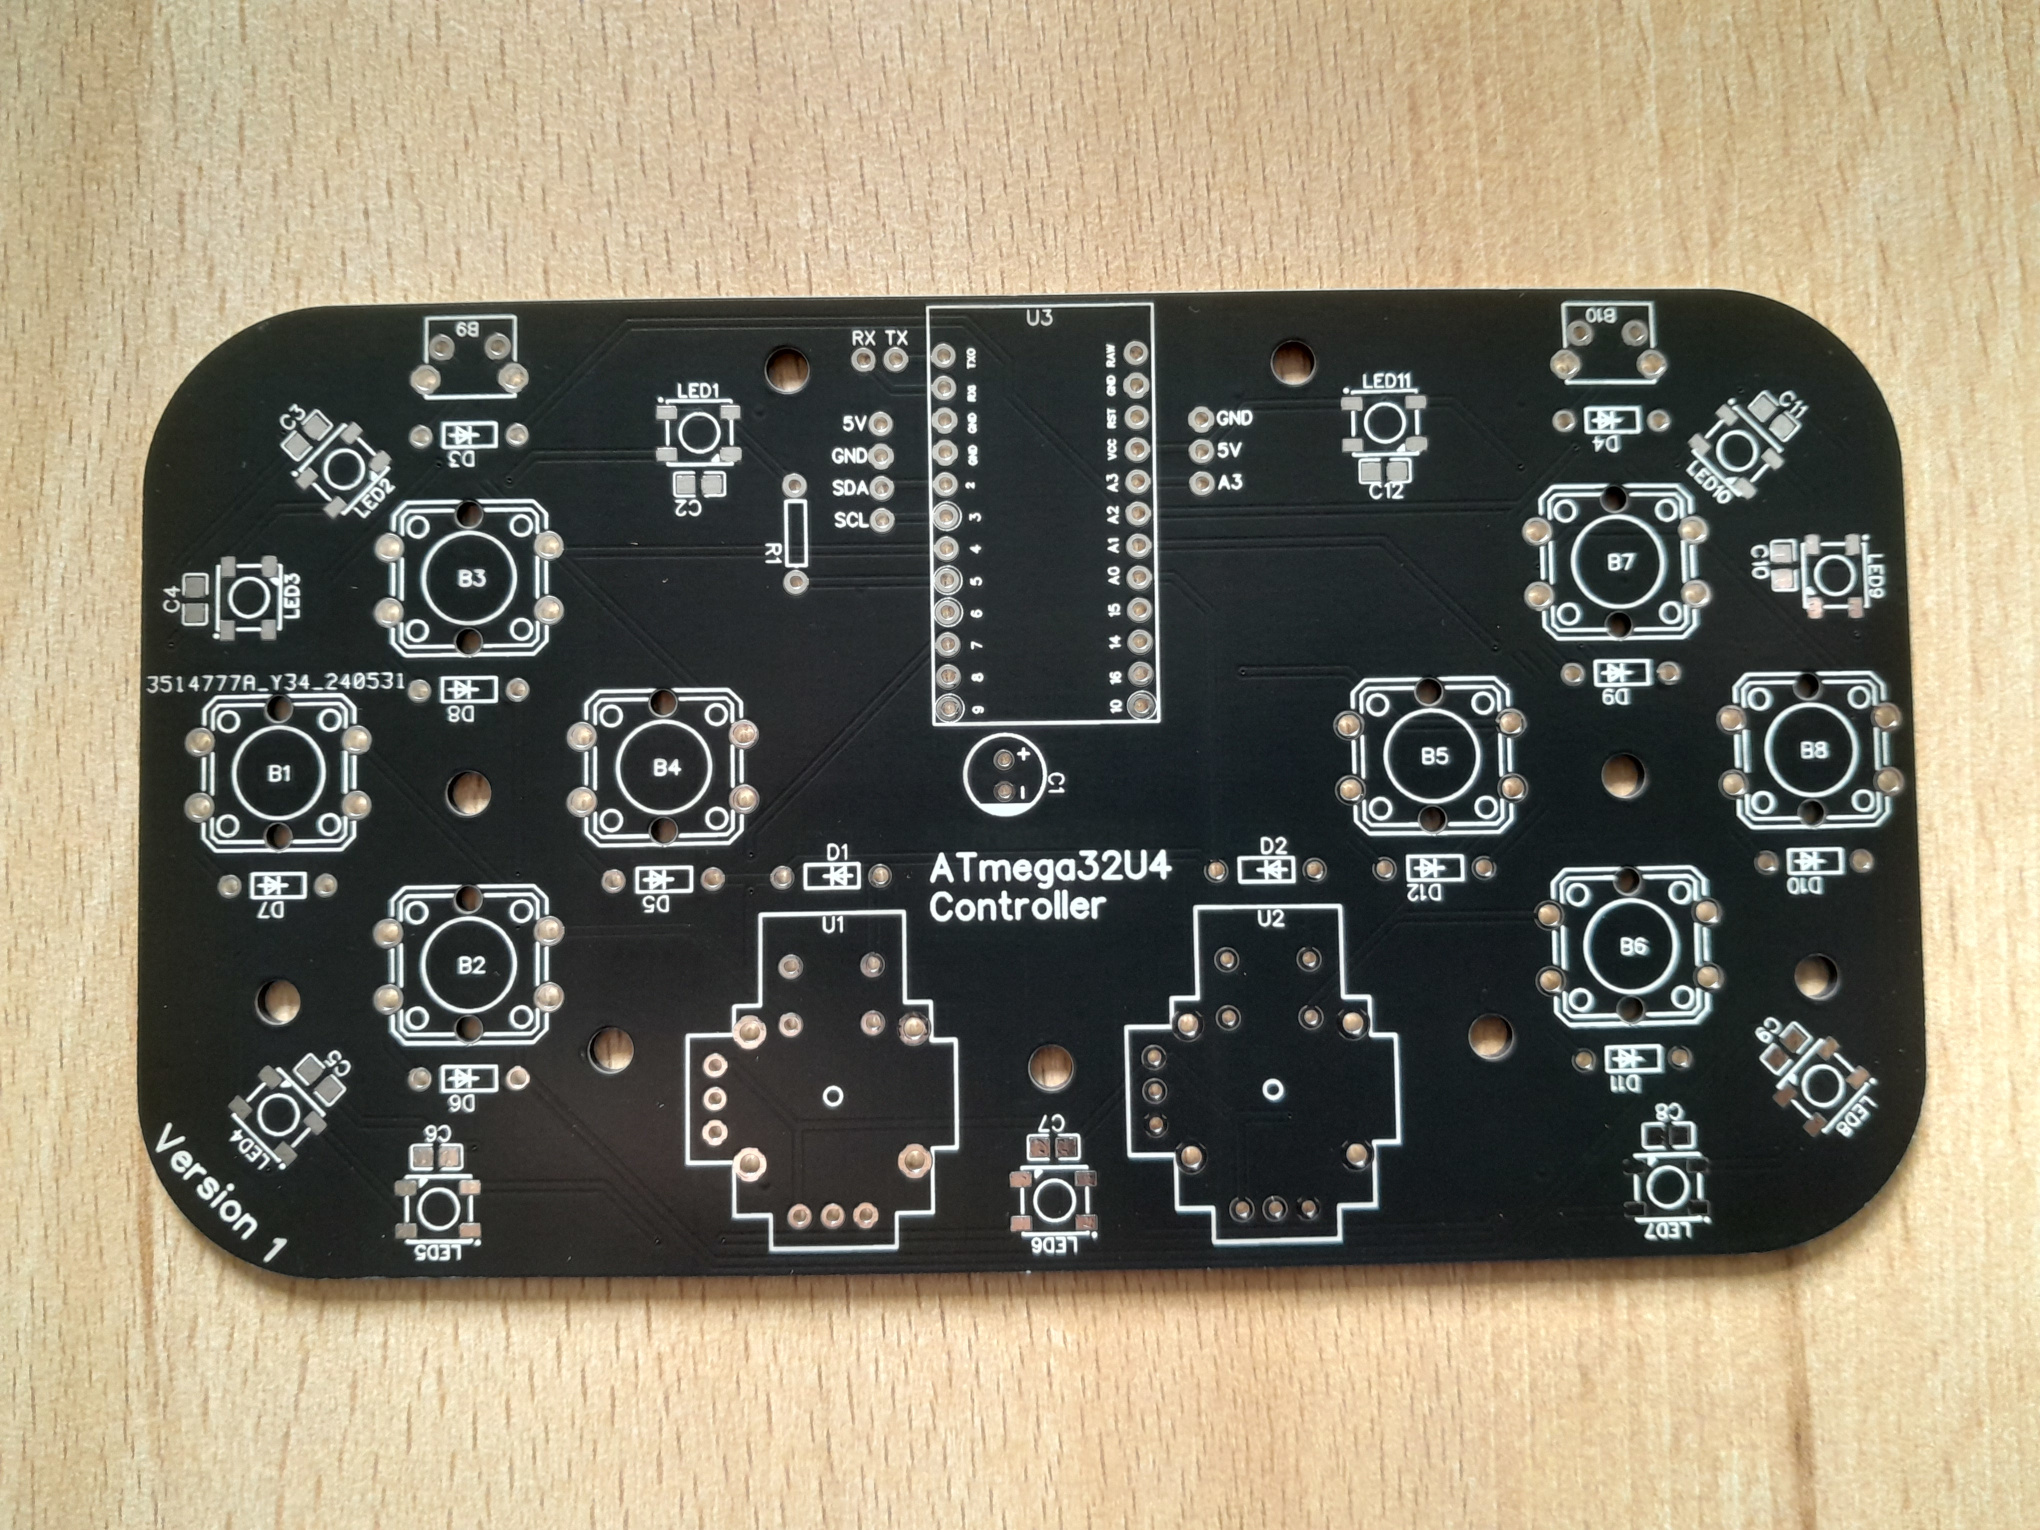 B9
U3
B10
RX TX
TXO
RAW
RX1
GND
LED1
LED11
C3
C11
5V
GND
RST
GND
D3
D4
GND
GND
VCC
5V
LED2
LED10
SDA
2
A3
A3
C2
C12
SCL
3
A2
R1
4
A1
B3
B7
C10
LED9
C4
LED3
5
A0
6
15
7
14
3514777A_Y34_240531
8
16
D8
D9
9
10
B1
B4
B5
B8
+
C1
-
D1
D2
ATmega32U4
Controller
D7
D5
D12
D10
U1
U2
B2
B6
C5
C9
D6
D11
LED4
LED8
C6
C7
C8
Version 1
LED5
LED6
LED7